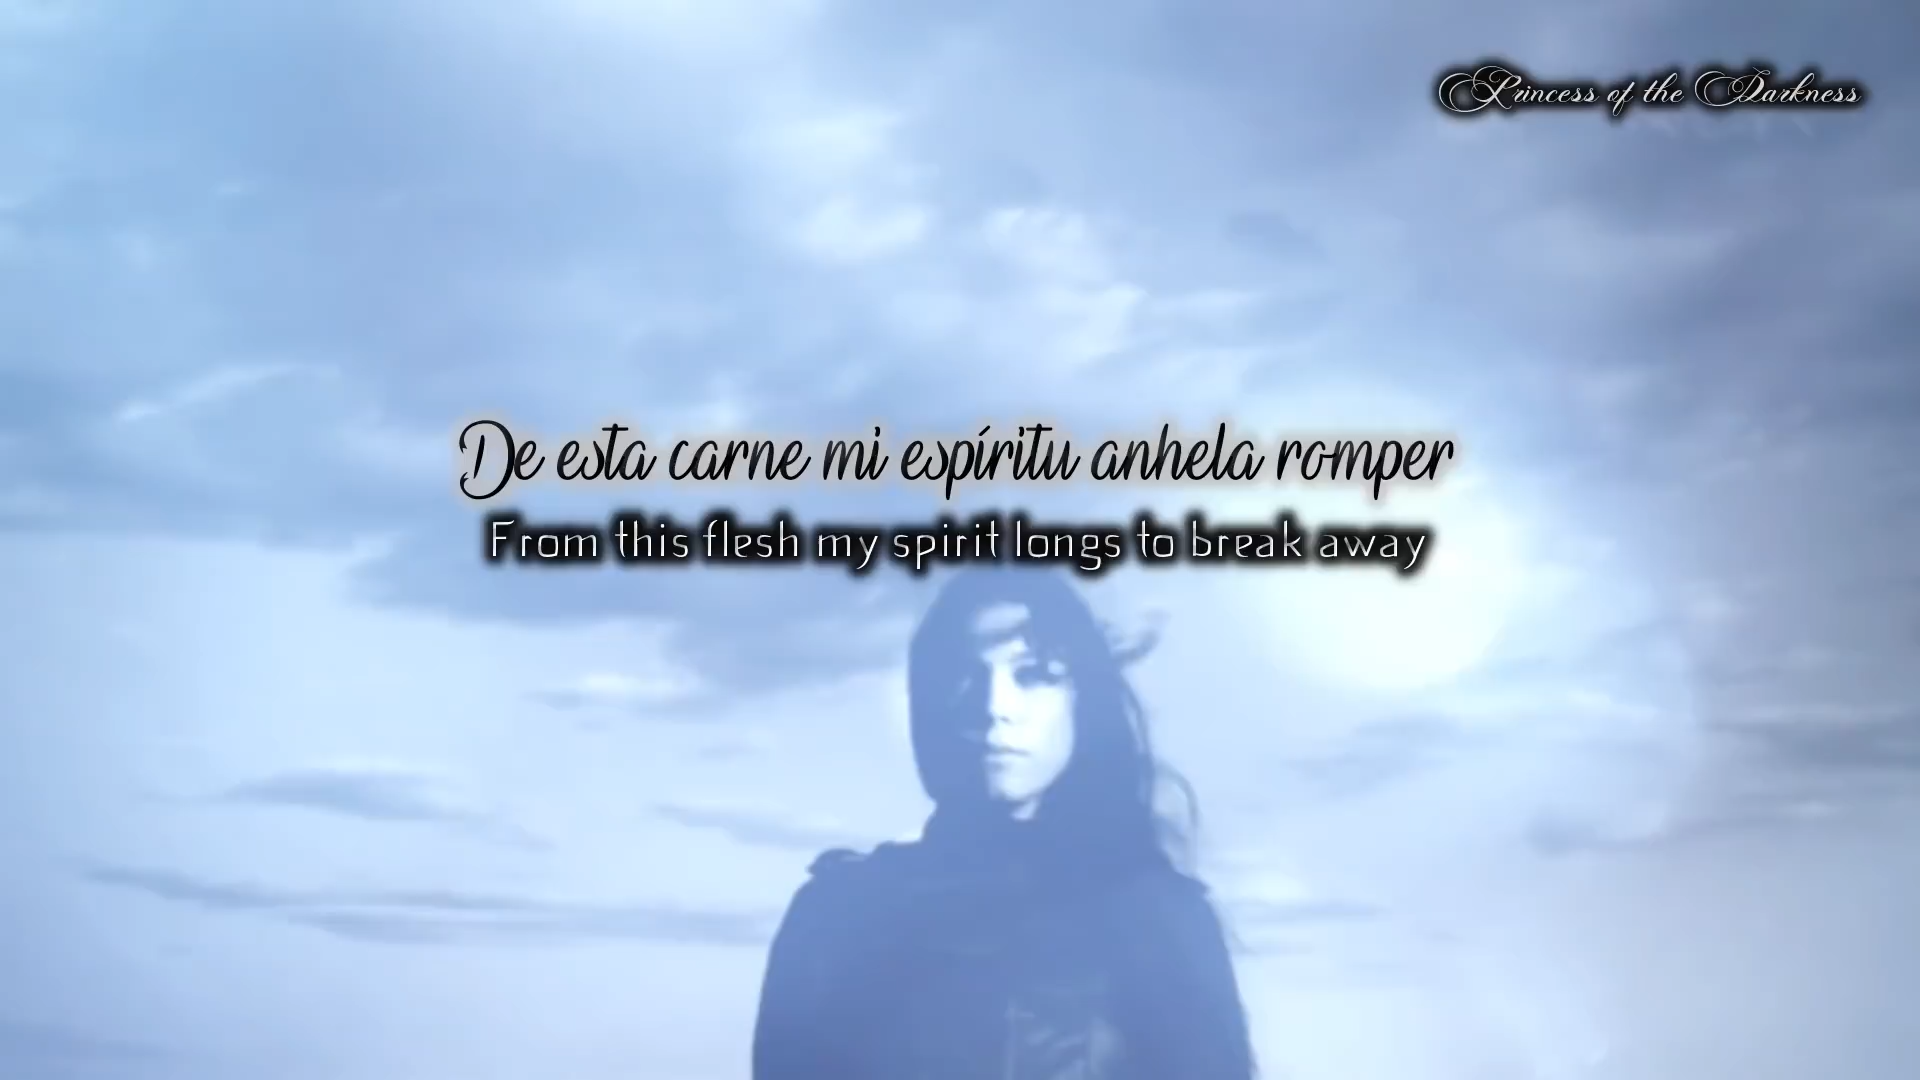 Princess of the Darkness
De esta carne mi espíritu anhela romper
From this flesh my spirit longs to break away